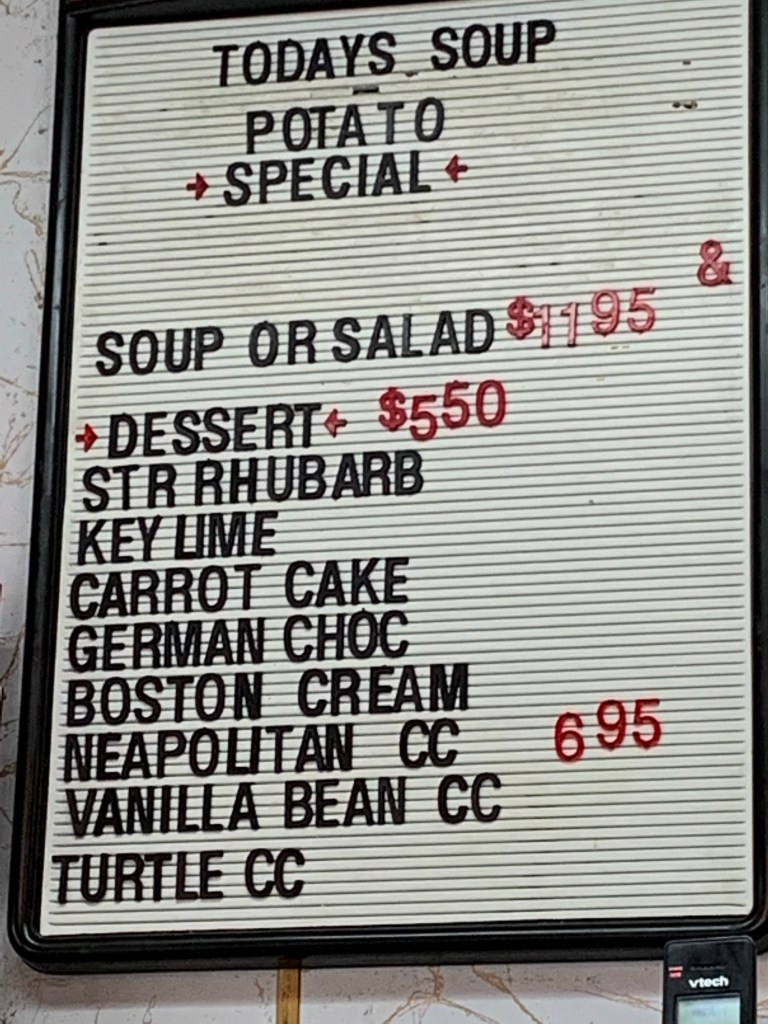 TODAYS SOUP
POTATO
→SPECIAL←
&
SOUP OR SALAD $1195
→DESSERT← $550
STR RHUBARB
KEY LIME
CARROT CAKE
GERMAN CHOC
BOSTON CREAM
NEAPOLITAN CC 695
VANILLA BEAN CC
TURTLE CC
vtech